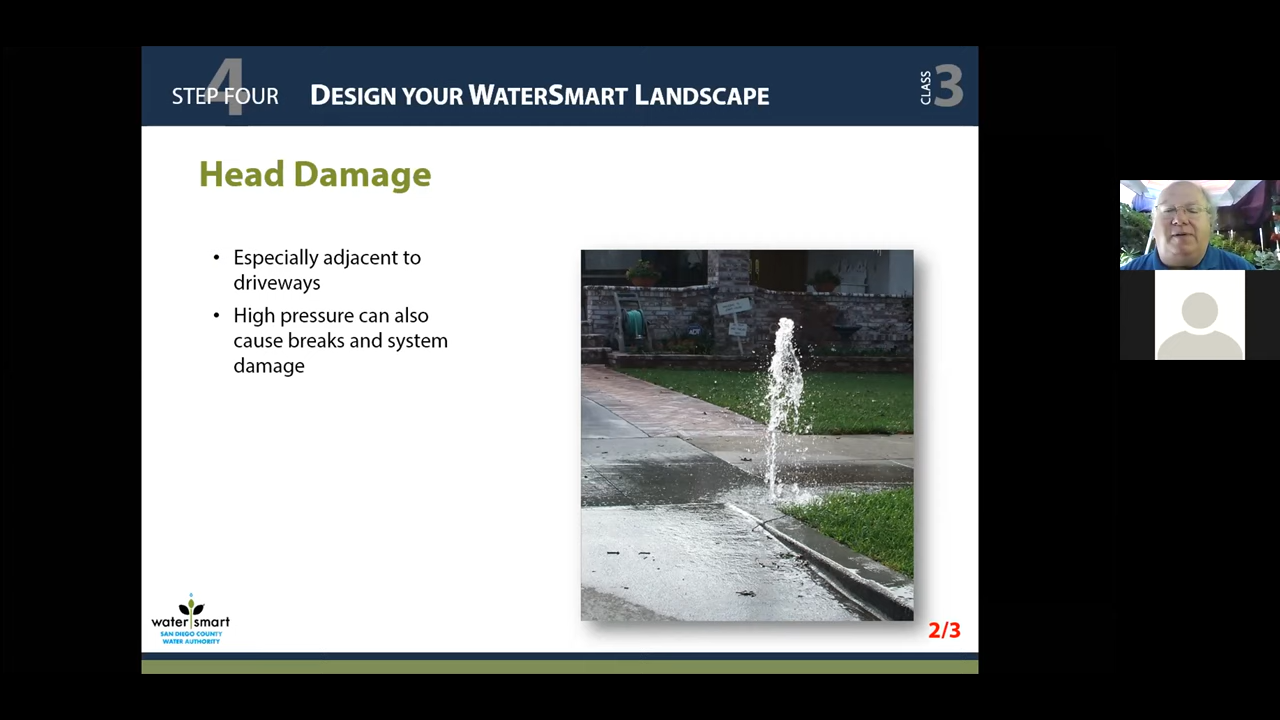 STEP FOUR
4
DESIGN YOUR WATERSMART LANDSCAPE
CLASS
3
Head Damage
• Especially adjacent to
driveways
• High pressure can also
cause breaks and system
damage
water smart
SAN DIEGO COUNTY
WATER AUTHORITY
2/3